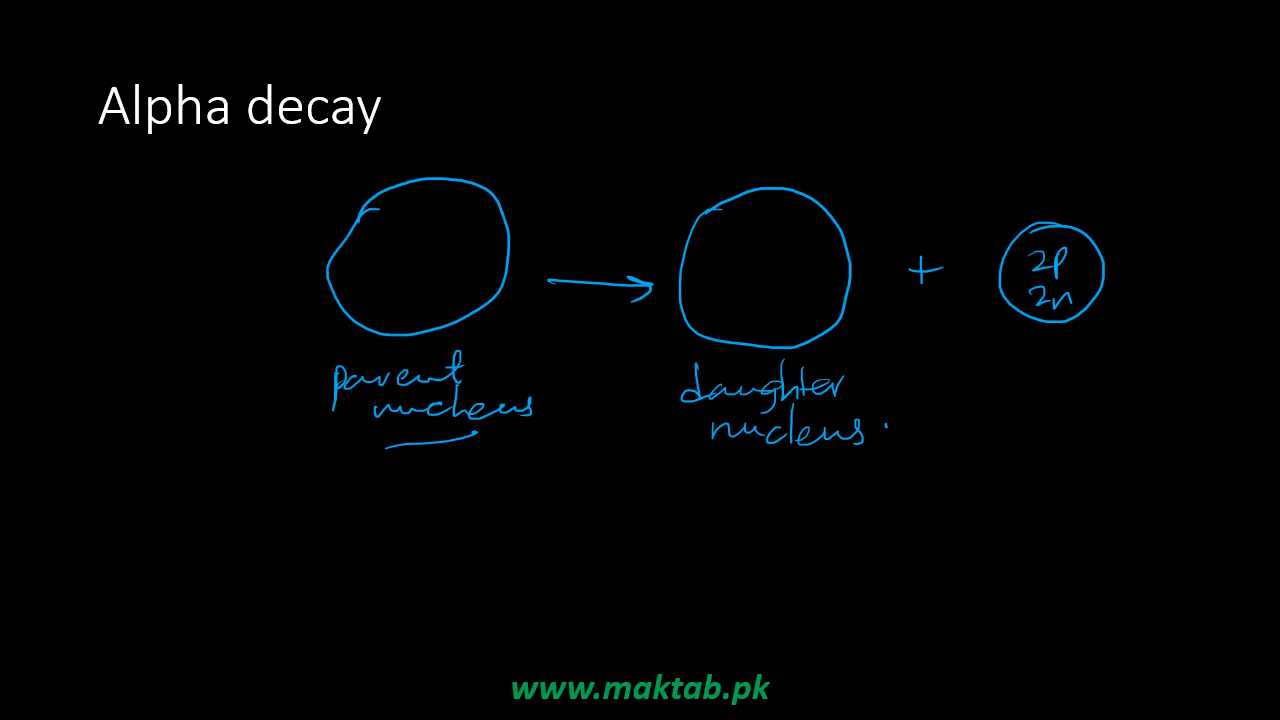 Alpha decay
+
2p
2n
parent
nucleus
daughter
nucleus.
www.maktab.pk